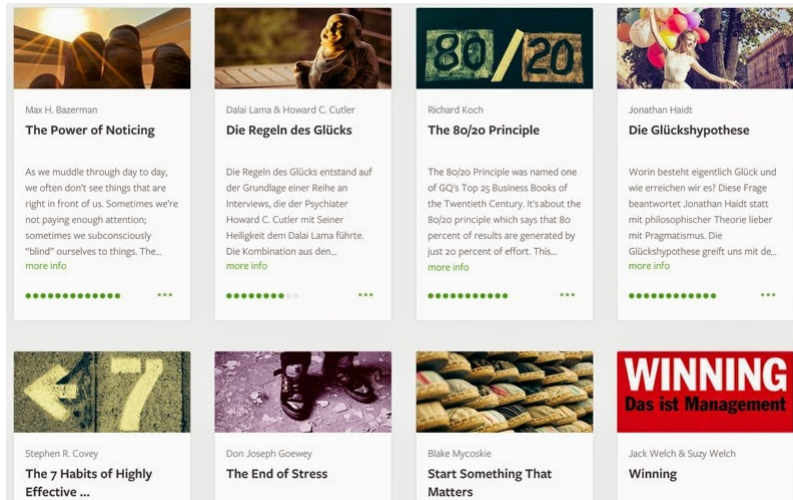 Max H. Bazerman
The Power of Noticing
As we muddle through day to day,
we often don't see things that are
right in front of us. Sometimes we're
not paying enough attention;
sometimes we subconsciously
"blind" ourselves to things. The...
more info
Dalai Lama & Howard C. Cutler
Die Regeln des Glücks
Die Regeln des Glücks entstand auf
der Grundlage einer Reihe an
Interviews, die der Psychiater
Howard C. Cutler mit Seiner
Heiligkeit dem Dalai Lama führte.
Die Kombination aus den...
more info
80/20
Richard Koch
The 80/20 Principle
The 80/20 Principle was named one
of GQ's Top 25 Business Books of
the Twentieth Century. It's about the
80/20 principle which says that 80
percent of results are generated by
just 20 percent of effort. This...
more info
Jonathan Haidt
Die Glückshypothese
Worin besteht eigentlich Glück und
wie erreichen wir es? Diese Frage
beantwortet Jonathan Haidt statt
mit philosophischer Theorie lieber
mit Pragmatismus. Die
Glückshypothese greift uns mit de...
more info
7
Stephen R. Covey
The 7 Habits of Highly
Effective ...
Don Joseph Goewey
The End of Stress
Blake Mycoskie
Start Something That
Matters
WINNING
Das ist Management
Jack Welch & Suzy Welch
Winning